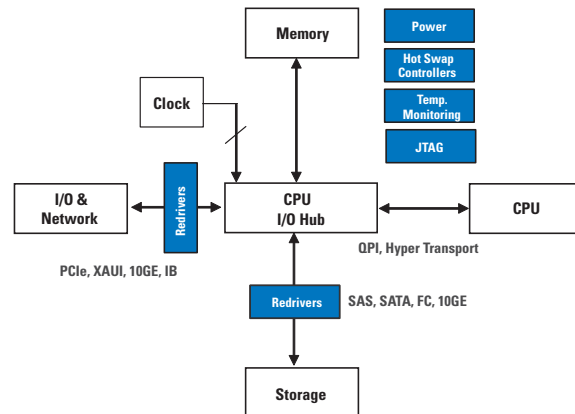 Memory
Power
Hot Swap
Controllers
Temp.
Monitoring
JTAG
Clock
I/O &
Network
Redrivers
CPU
I/O Hub
CPU
QPI, Hyper Transport
PCIe, XAUI, 10GE, IB
Redrivers
SAS, SATA, FC, 10GE
Storage